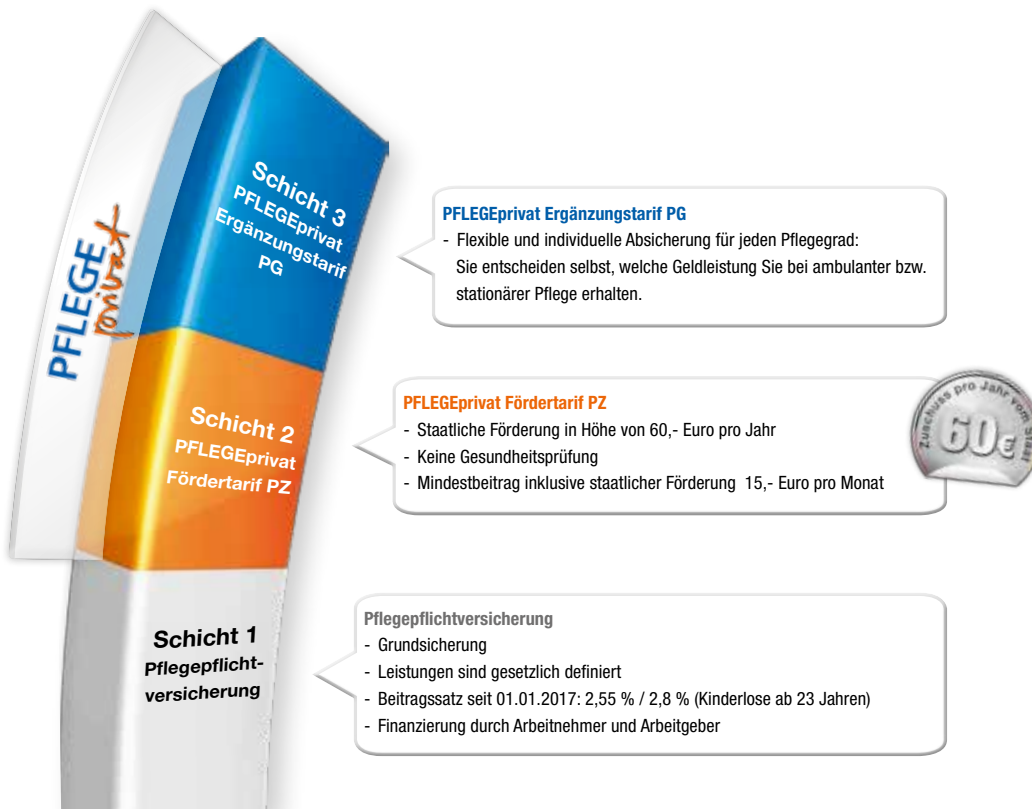 Schicht 3
PFLEGEprivat
Ergänzungstarif
PG
PFLEGE
privat
Schicht 2
PFLEGEprivat
Fördertarif PZ
Schicht 1
Pflegepflicht-
versicherung
PFLEGEprivat Ergänzungstarif PG
- Flexible und individuelle Absicherung für jeden Pflegegrad:
Sie entscheiden selbst, welche Geldleistung Sie bei ambulanter bzw.
stationärer Pflege erhalten.
PFLEGEprivat Fördertarif PZ
- Staatliche Förderung in Höhe von 60,- Euro pro Jahr
- Keine Gesundheitsprüfung
- Mindestbeitrag inklusive staatlicher Förderung 15,- Euro pro Monat
Zuschuss pro Jahr vom Staat
60€
Pflegepflichtversicherung
- Grundsicherung
- Leistungen sind gesetzlich definiert
- Beitragssatz seit 01.01.2017: 2,55 % / 2,8 % (Kinderlose ab 23 Jahren)
- Finanzierung durch Arbeitnehmer und Arbeitgeber